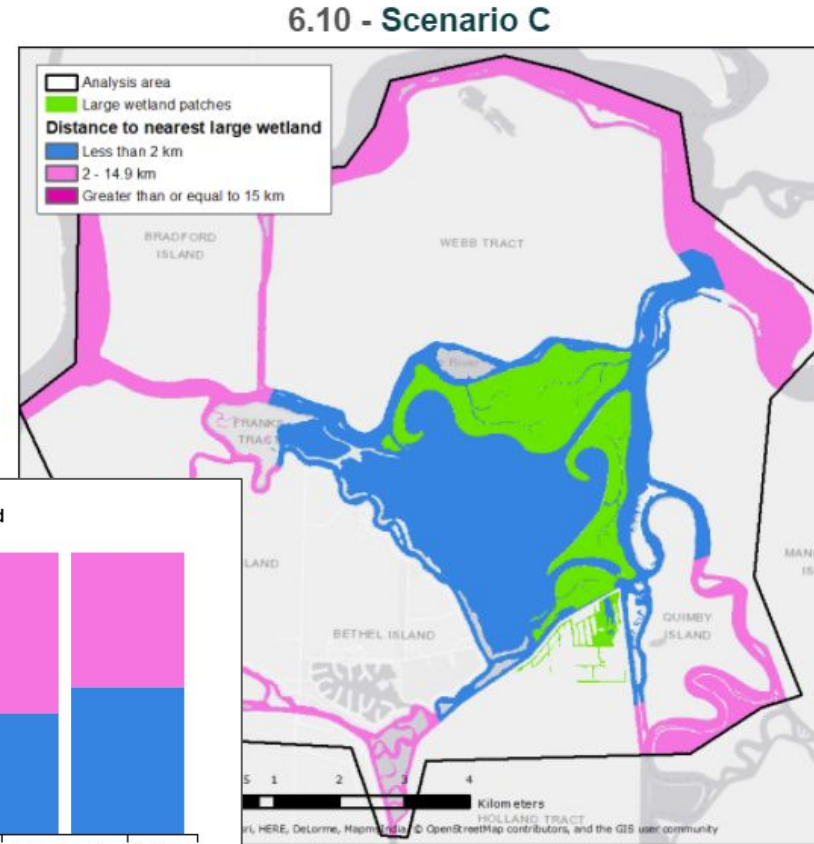 6.10 - Scenario C
Analysis area
Large wetland patches
Distance to nearest large wetland
Less than 2 km
2 - 14.9 km
Greater than or equal to 15 km
BRADFORD
ISLAND
WEBB TRACT
River
FRANKS
TRACT
d
LAND
MAN
IS
BETHEL ISLAND
QUIMBY
ISLAND
5 1 2 3 4
Kilometers
HOLLAND TRACT
ri, HERE, DeLorme, MapmyIndia, © OpenStreetMap contributors, and the GIS user community